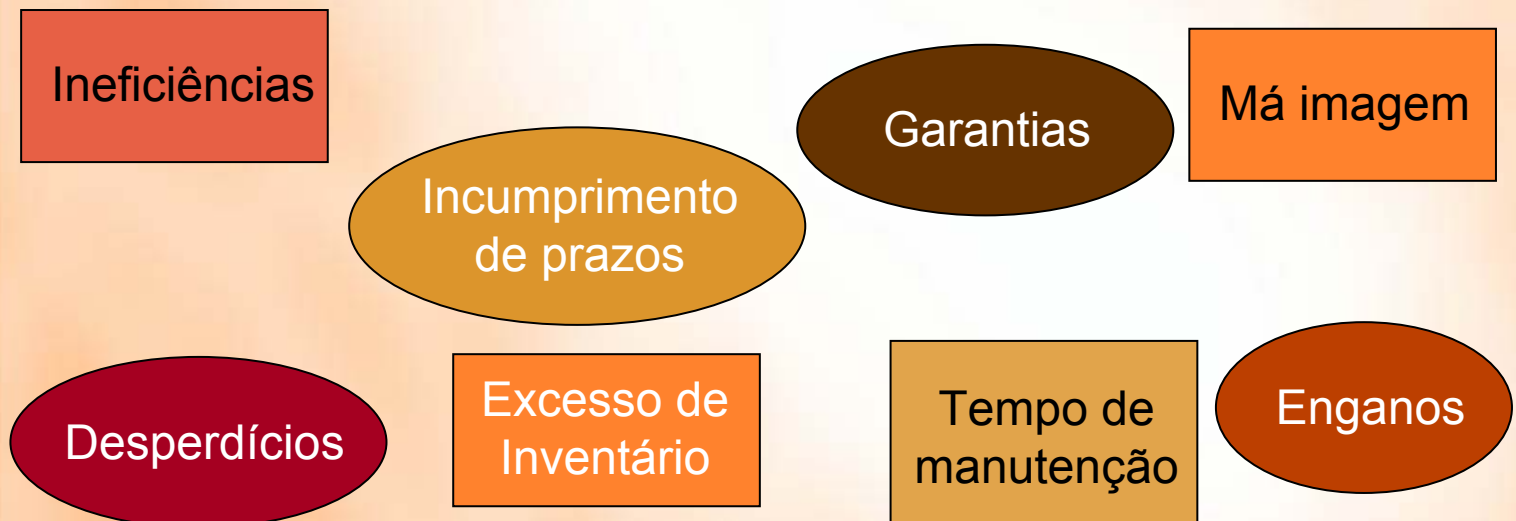 Ineficiências
Incumprimento
de prazos
Garantias
Má imagem
Desperdícios
Excesso de
Inventário
Tempo de
manutenção
Enganos